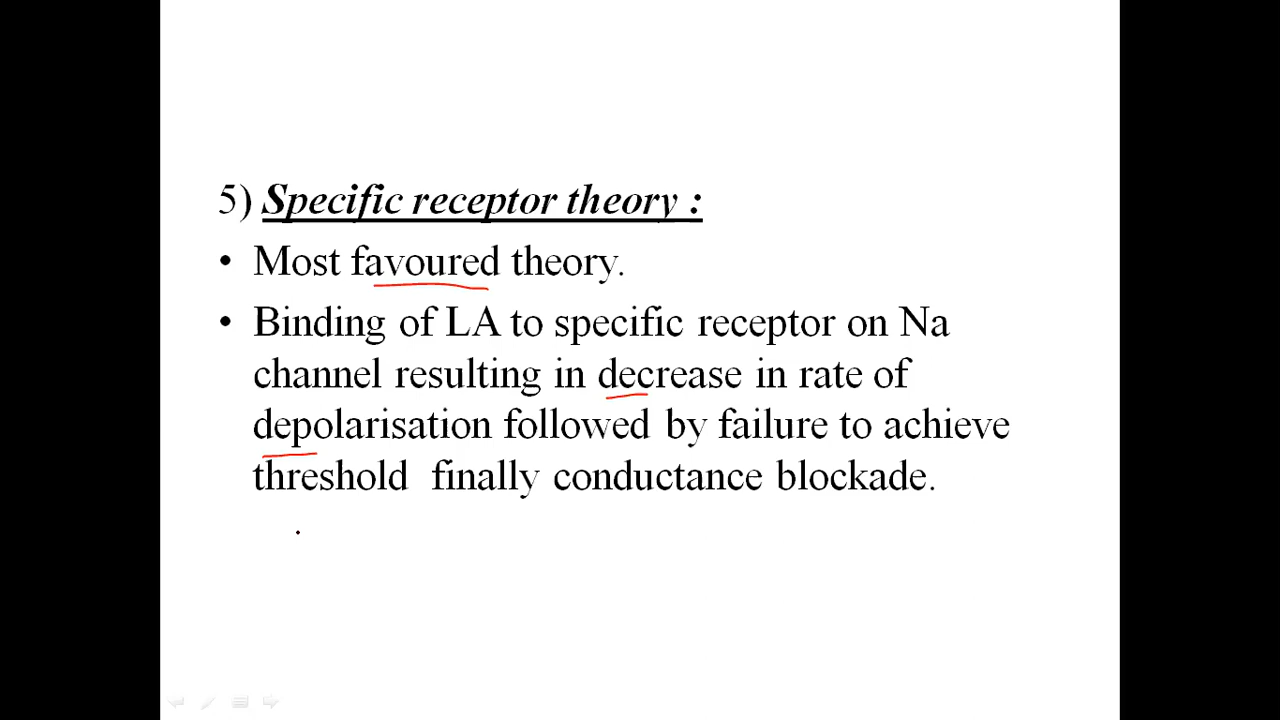 5) Specific receptor theory :
• Most favoured theory.
• Binding of LA to specific receptor on Na
channel resulting in decrease in rate of
depolarisation followed by failure to achieve
threshold finally conductance blockade.